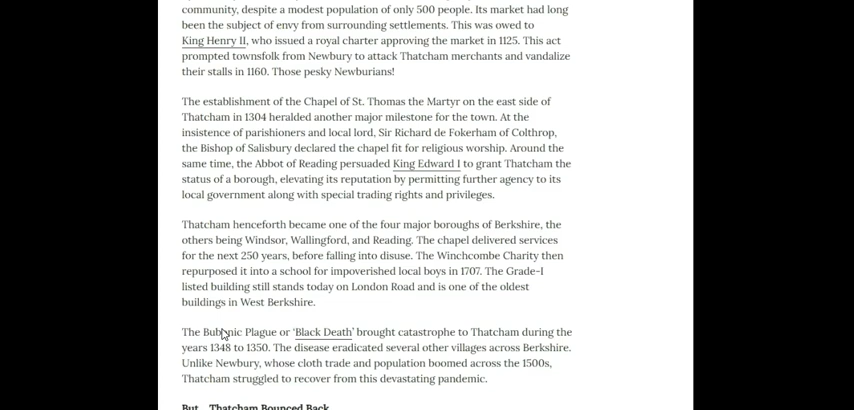 community, despite a modest population of only 500 people. Its market had long
been the subject of envy from surrounding settlements. This was owed to
King Henry II, who issued a royal charter approving the market in 1125. This act
prompted townsfolk from Newbury to attack Thatcham merchants and vandalize
their stalls in 1160. Those pesky Newburians!
The establishment of the Chapel of St. Thomas the Martyr on the east side of
Thatcham in 1304 heralded another major milestone for the town. At the
insistence of parishioners and local lord, Sir Richard de Fokerham of Colthrop,
the Bishop of Salisbury declared the chapel fit for religious worship. Around the
same time, the Abbot of Reading persuaded King Edward I to grant Thatcham the
status of a borough, elevating its reputation by permitting further agency to its
local government along with special trading rights and privileges.
Thatcham henceforth became one of the four major boroughs of Berkshire, the
others being Windsor, Wallingford, and Reading. The chapel delivered services
for the next 250 years, before falling into disuse. The Winchcombe Charity then
repurposed it into a school for impoverished local boys in 1707. The Grade-I
listed building still stands today on London Road and is one of the oldest
buildings in West Berkshire.
The Bubonic Plague or ‘Black Death’ brought catastrophe to Thatcham during the
years 1348 to 1350. The disease eradicated several other villages across Berkshire.
Unlike Newbury, whose cloth trade and population boomed across the 1500s,
Thatcham struggled to recover from this devastating pandemic.
But... Thatcham Bounced Back